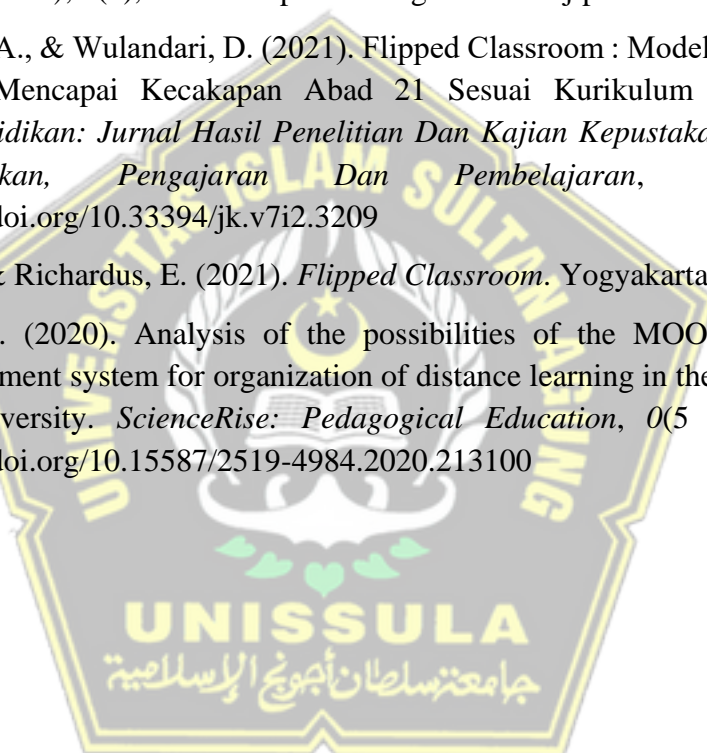 A., & Wulandari, D. (2021). Flipped Classroom : Model
Mencapai Kecakapan Abad 21 Sesuai Kurikulum
idikan: Jurnal Hasil Penelitian Dan Kajian Kepustaka
kan, Pengajaran Dan Pembelajaran,
doi.org/10.33394/jk.v7i2.3209
& Richardus, E. (2021). Flipped Classroom. Yogyakarta
. (2020). Analysis of the possibilities of the MOO
ment system for organization of distance learning in the
versity. ScienceRise: Pedagogical Education, 0(5
doi.org/10.15587/2519-4984.2020.213100
UNIVERSITAS ISLAM SULTAN AGUNG
UNISSULA
جامعة سلطان أجونج الإسلامية